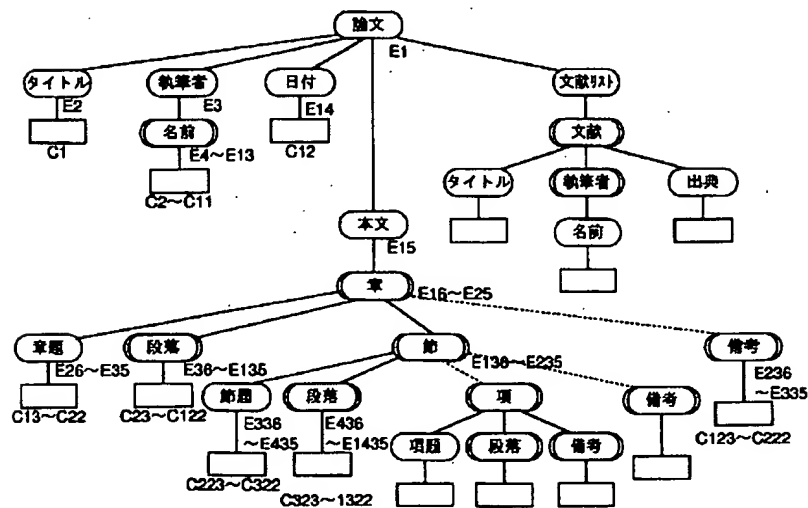 論文
E1
タイトル
執筆者
日付
文献リスト
E2
E3
E14
C1
名前
C12
文献
E4～E13
C2～C11
タイトル
執筆者
出典
本文
名前
E15
章
E16～E25
章題
段落
節
備考
E26～E35
E36～E135
E136～E235
E236
～E335
C13～C22
C23～C122
節題
段落
項
備考
C123～C222
E336
～E435
E436
～E1435
項題
段落
備考
C223～C322
C323～1322